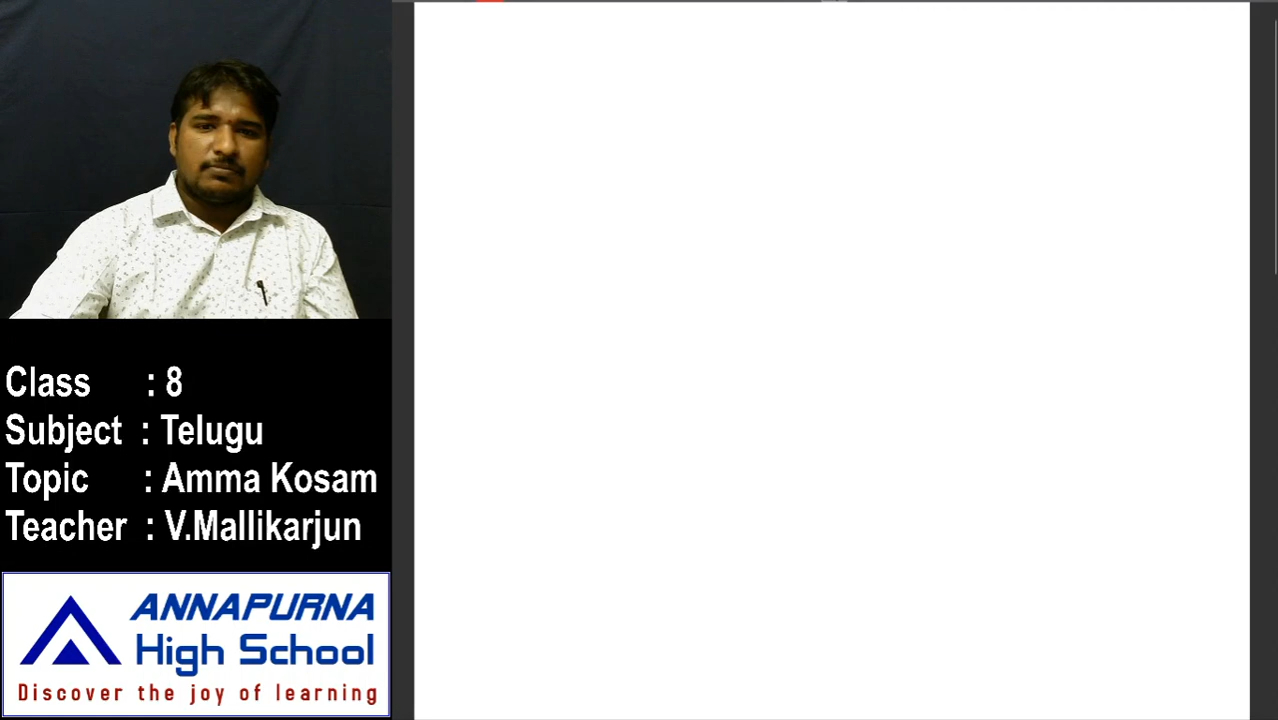 Class : 8
Subject : Telugu
Topic : Amma Kosam
Teacher : V.Mallikarjun
ANNAPURNA
High School
Discover the joy of learning